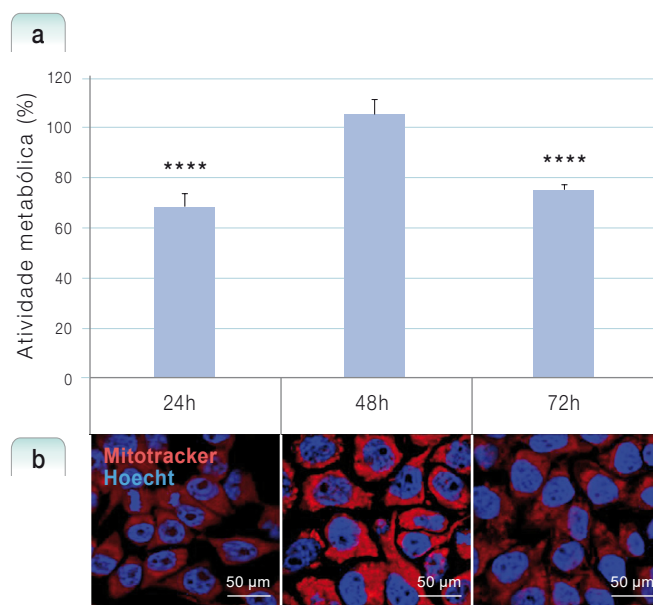 a
Atividade metabólica (%)
120
100
80
60
40
20
0
****
****
24h
48h
72h
b
Mitotracker
Hoecht
50 µm
50 µm
50 µm